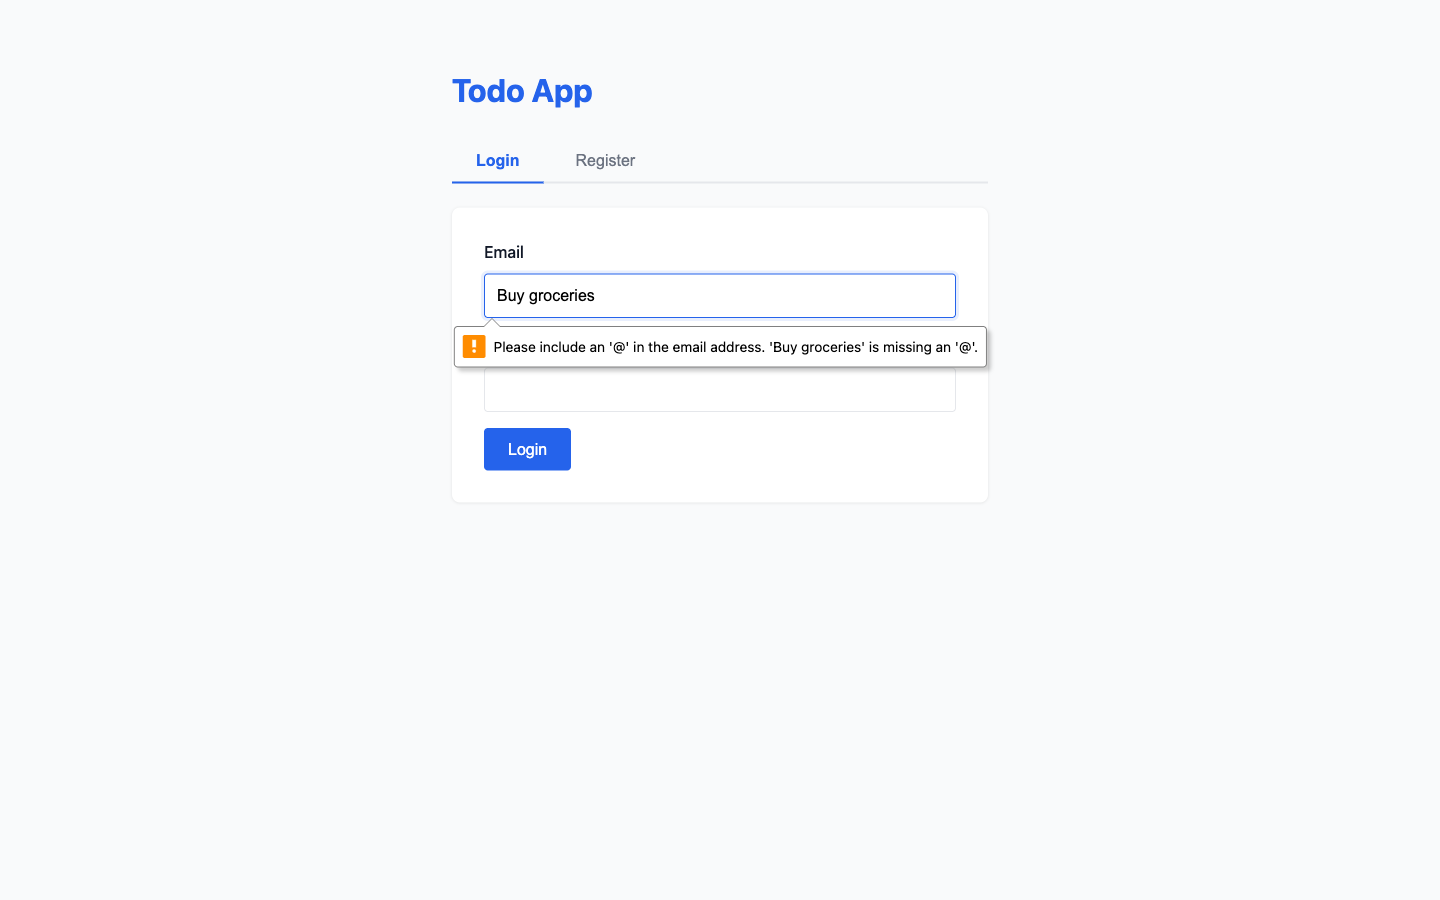 Todo App
Login Register
Email
Buy groceries
Please include an '@' in the email address. 'Buy groceries' is missing an '@'.
Login